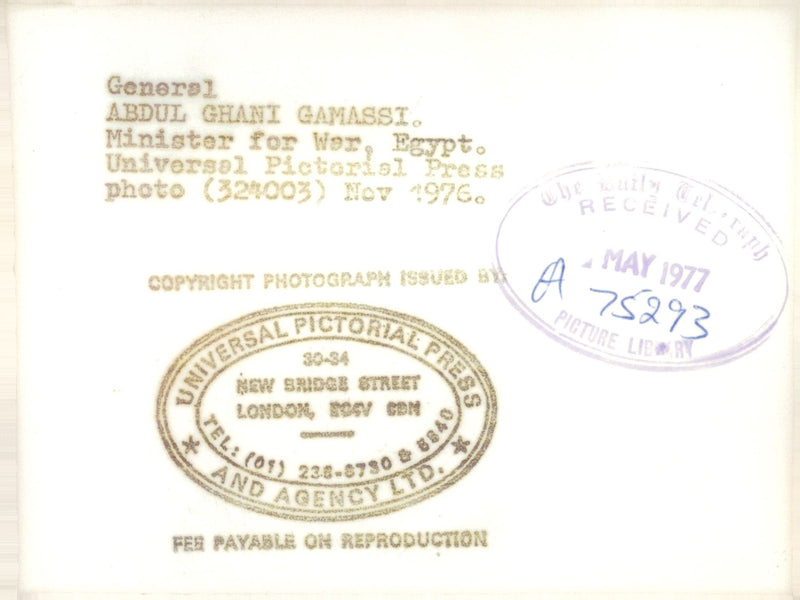 General
ABDUL GHANI GAMASSI.
Minister for War, Egypt.
Universal Pictorial Press
photo (324003) Nov 1976.
The Daily Telegraph
RECEIVED
MAY 1977
A 75293
PICTURE LIBRARY
COPYRIGHT PHOTOGRAPH ISSUED BY:
UNIVERSAL PICTORIAL PRESS
30-34
NEW BRIDGE STREET
LONDON, EC4V 6BN
TEL: (01) 236-6730 & 5840
* AND AGENCY LTD. *
FEE PAYABLE ON REPRODUCTION